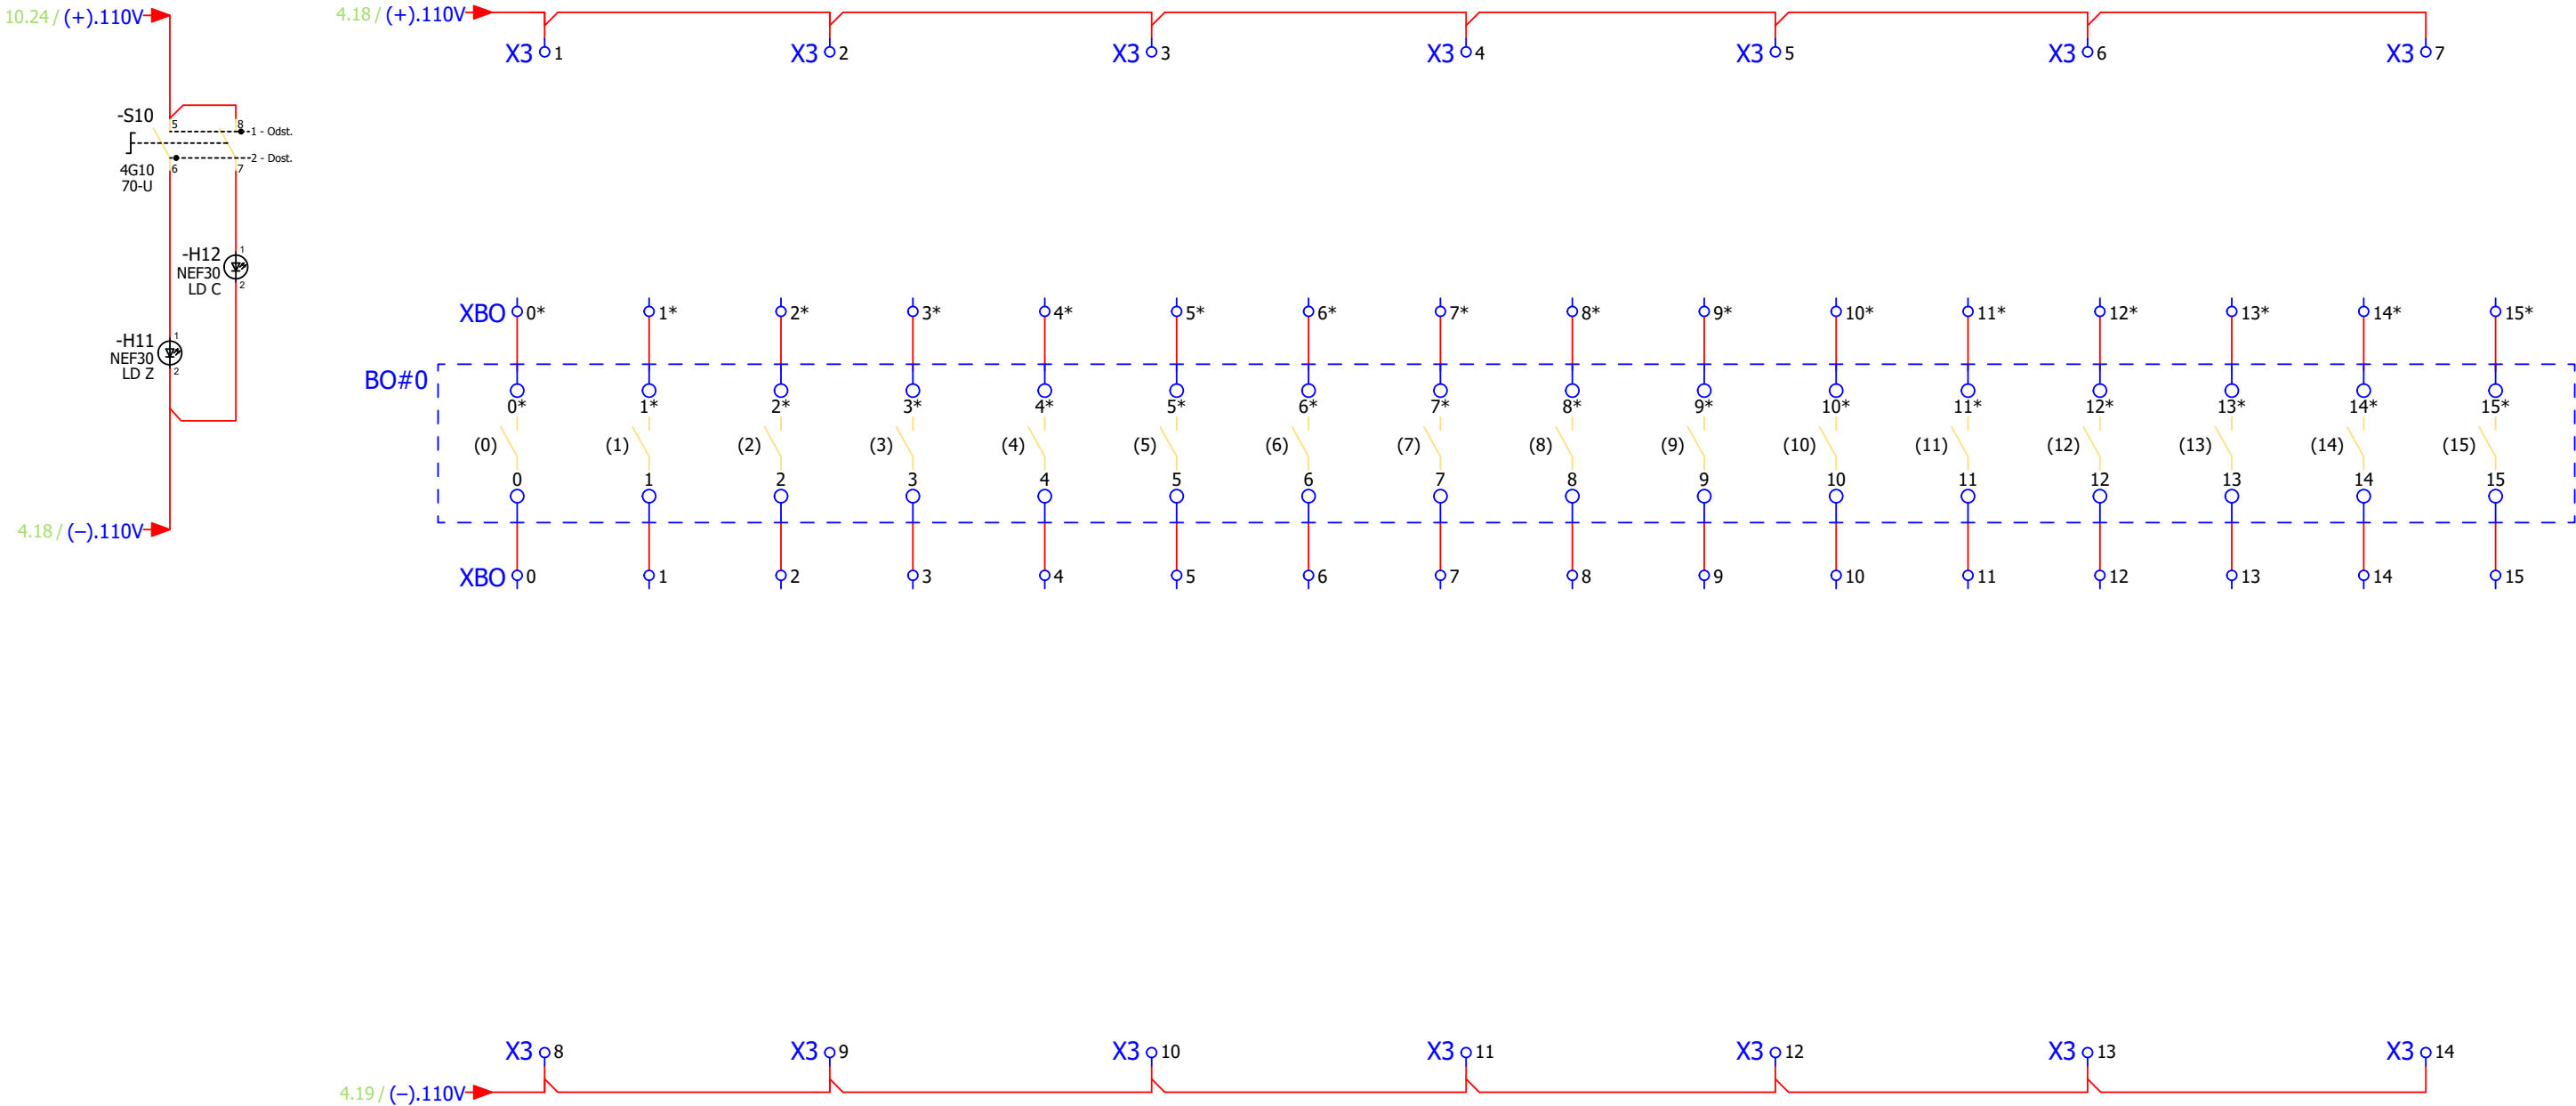 10.24 / (+).110V
4.18 / (+).110V
X3 1
X3 2
X3 3
X3 4
X3 5
X3 6
X3 7
-S10
5
8
1 - Odst.
2 - Dost.
4G10
70-U
6
7
-H12
NEF30
LD C
1
2
-H11
NEF30
LD Z
1
2
4.18 / (–).110V
XBO 0* 1* 2* 3* 4* 5* 6* 7* 8* 9* 10* 11* 12* 13* 14* 15*
BO#0
0* 1* 2* 3* 4* 5* 6* 7* 8* 9* 10* 11* 12* 13* 14* 15*
(0) (1) (2) (3) (4) (5) (6) (7) (8) (9) (10) (11) (12) (13) (14) (15)
0 1 2 3 4 5 6 7 8 9 10 11 12 13 14 15
XBO 0 1 2 3 4 5 6 7 8 9 10 11 12 13 14 15
X3 8
X3 9
X3 10
X3 11
X3 12
X3 13
X3 14
4.19 / (–).110V